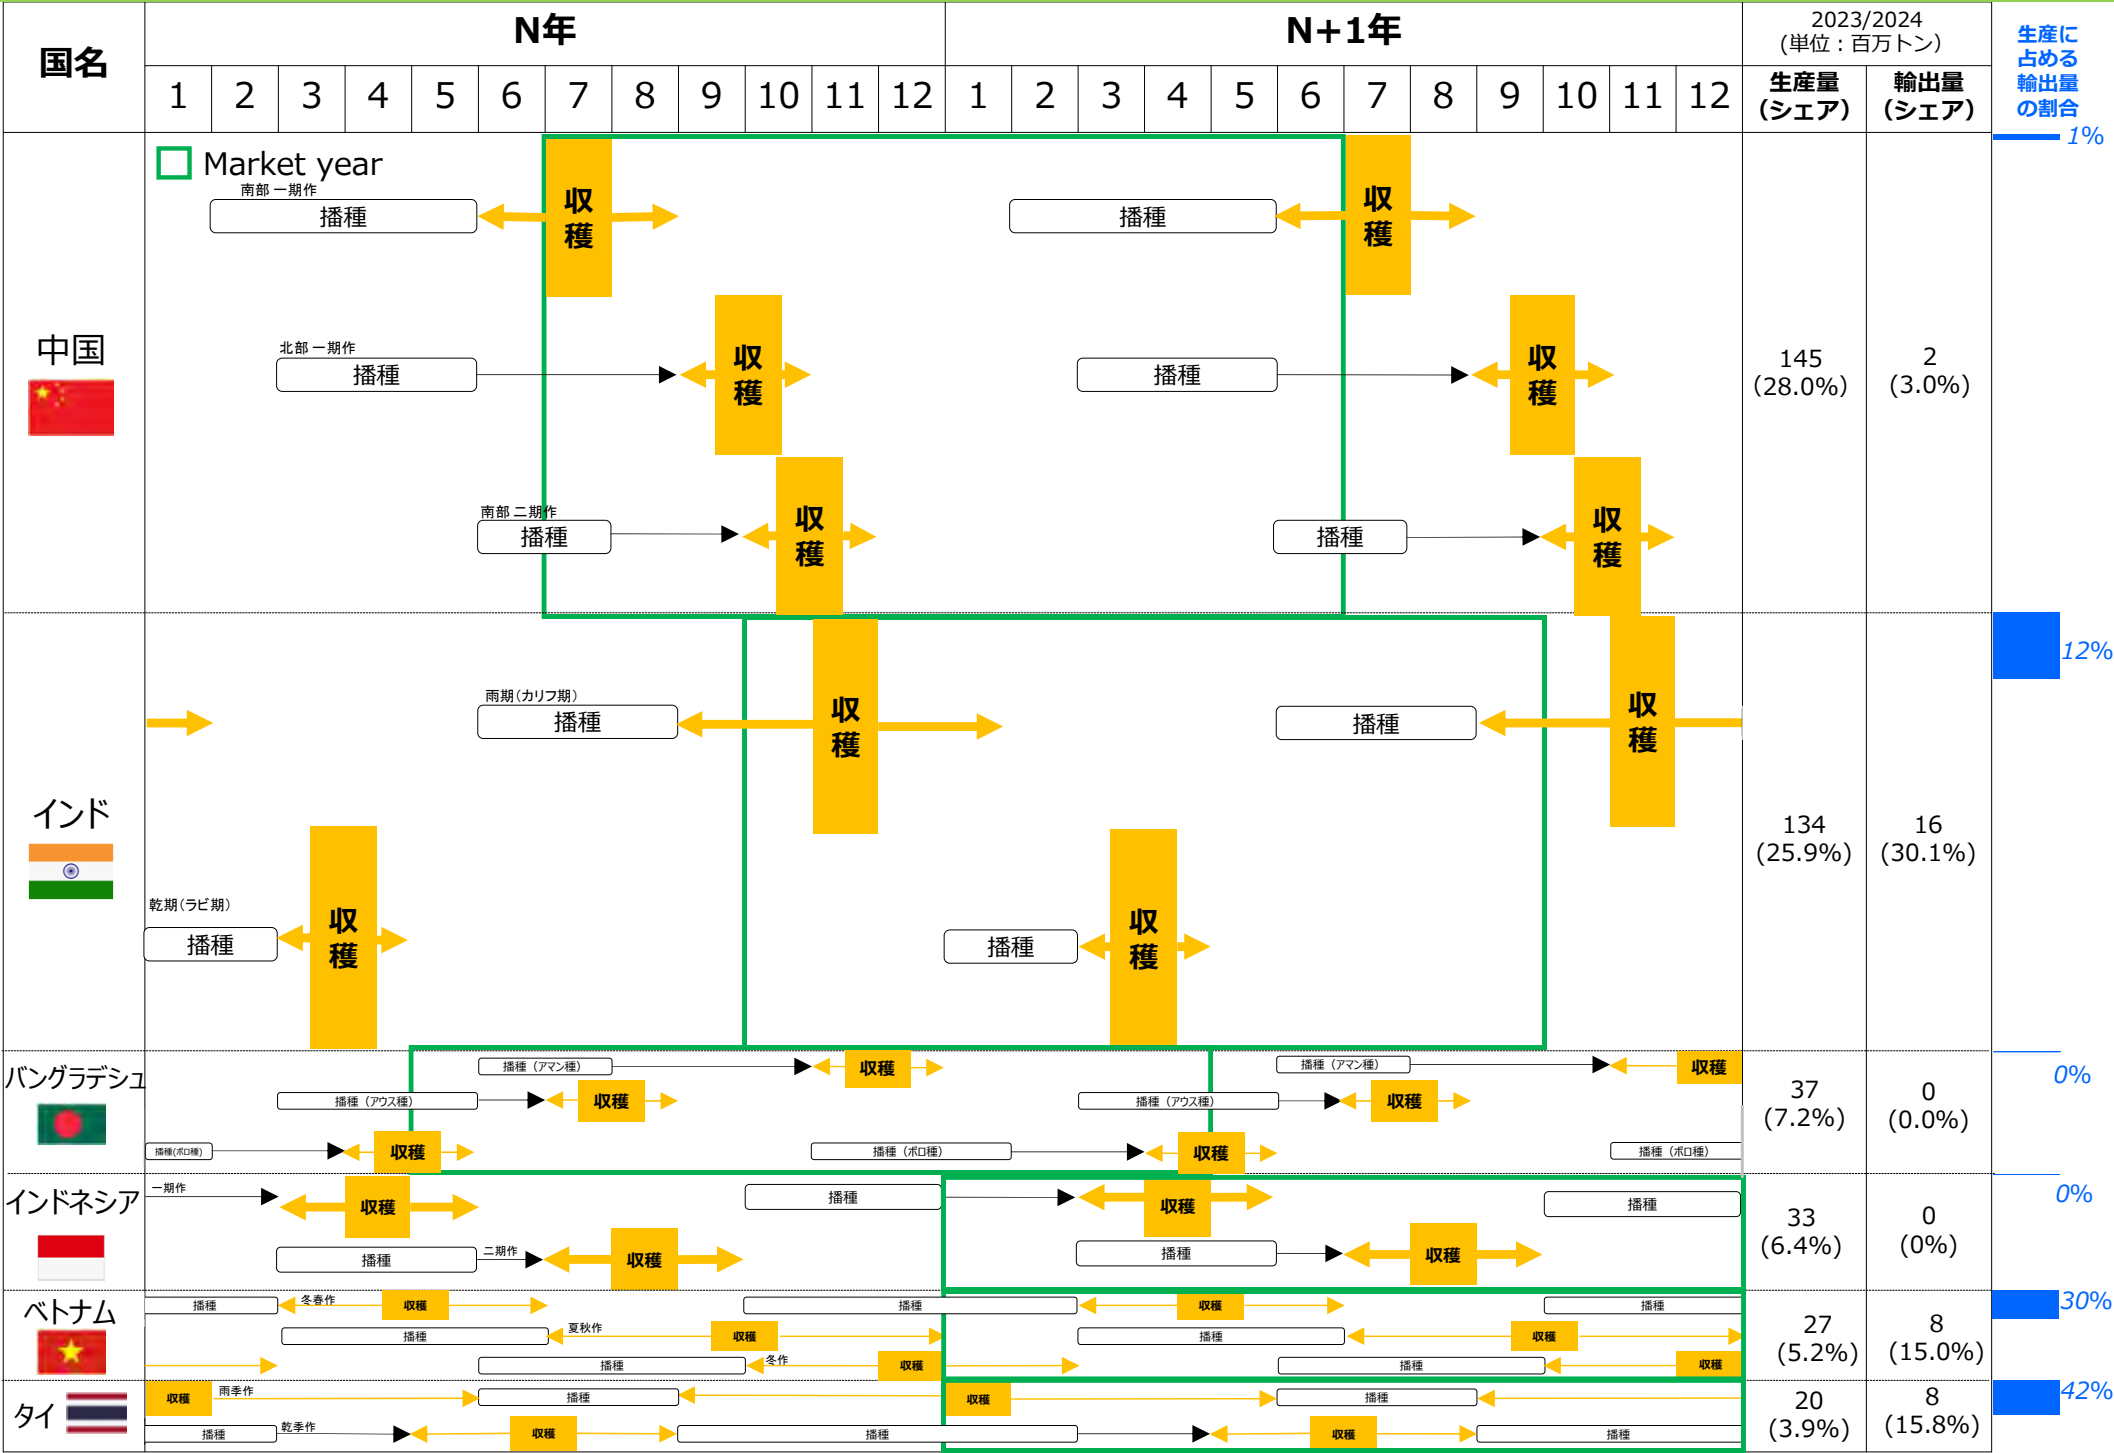 国名
N年
N+1年
2023/2024
(単位：百万トン)
生産に
占める
輸出量
の割合
1 2 3 4 5 6 7 8 9 10 11 12 1 2 3 4 5 6 7 8 9 10 11 12
生産量
(シェア)
輸出量
(シェア)
1%
Market year
南部 一期作
播種
収穫
播種
収穫
中国
北部 一期作
播種
収穫
播種
収穫
145
(28.0%)
2
(3.0%)
南部 二期作
播種
収穫
播種
収穫
インド
雨期(カリフ期)
播種
収穫
播種
収穫
12%
134
(25.9%)
16
(30.1%)
乾期(ラビ期)
播種
収穫
播種
収穫
バングラデシュ
播種（アマン種）
収穫
播種（アマン種）
収穫
0%
播種（アウス種）
収穫
播種（アウス種）
収穫
37
(7.2%)
0
(0.0%)
播種(ボロ種)
収穫
播種（ボロ種）
収穫
播種（ボロ種）
インドネシア
一期作
収穫
播種
収穫
播種
0%
33
(6.4%)
0
(0%)
播種
二期作
収穫
播種
収穫
ベトナム
播種
冬春作
収穫
播種
収穫
播種
30%
播種
夏秋作
収穫
播種
収穫
27
(5.2%)
8
(15.0%)
播種
冬作
収穫
播種
収穫
タイ
収穫
雨季作
播種
収穫
播種
42%
20
(3.9%)
8
(15.8%)
播種
乾季作
収穫
播種
収穫
播種